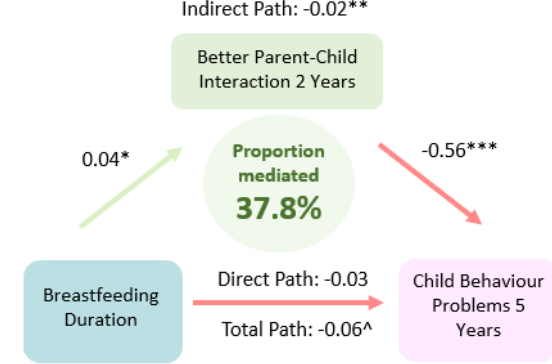 Indirect Path: -0.02**
Better Parent-Child
Interaction 2 Years
0.04*
Proportion
mediated
37.8%
-0.56***
Breastfeeding
Duration
Direct Path: -0.03
Total Path: -0.06^
Child Behaviour
Problems 5
Years